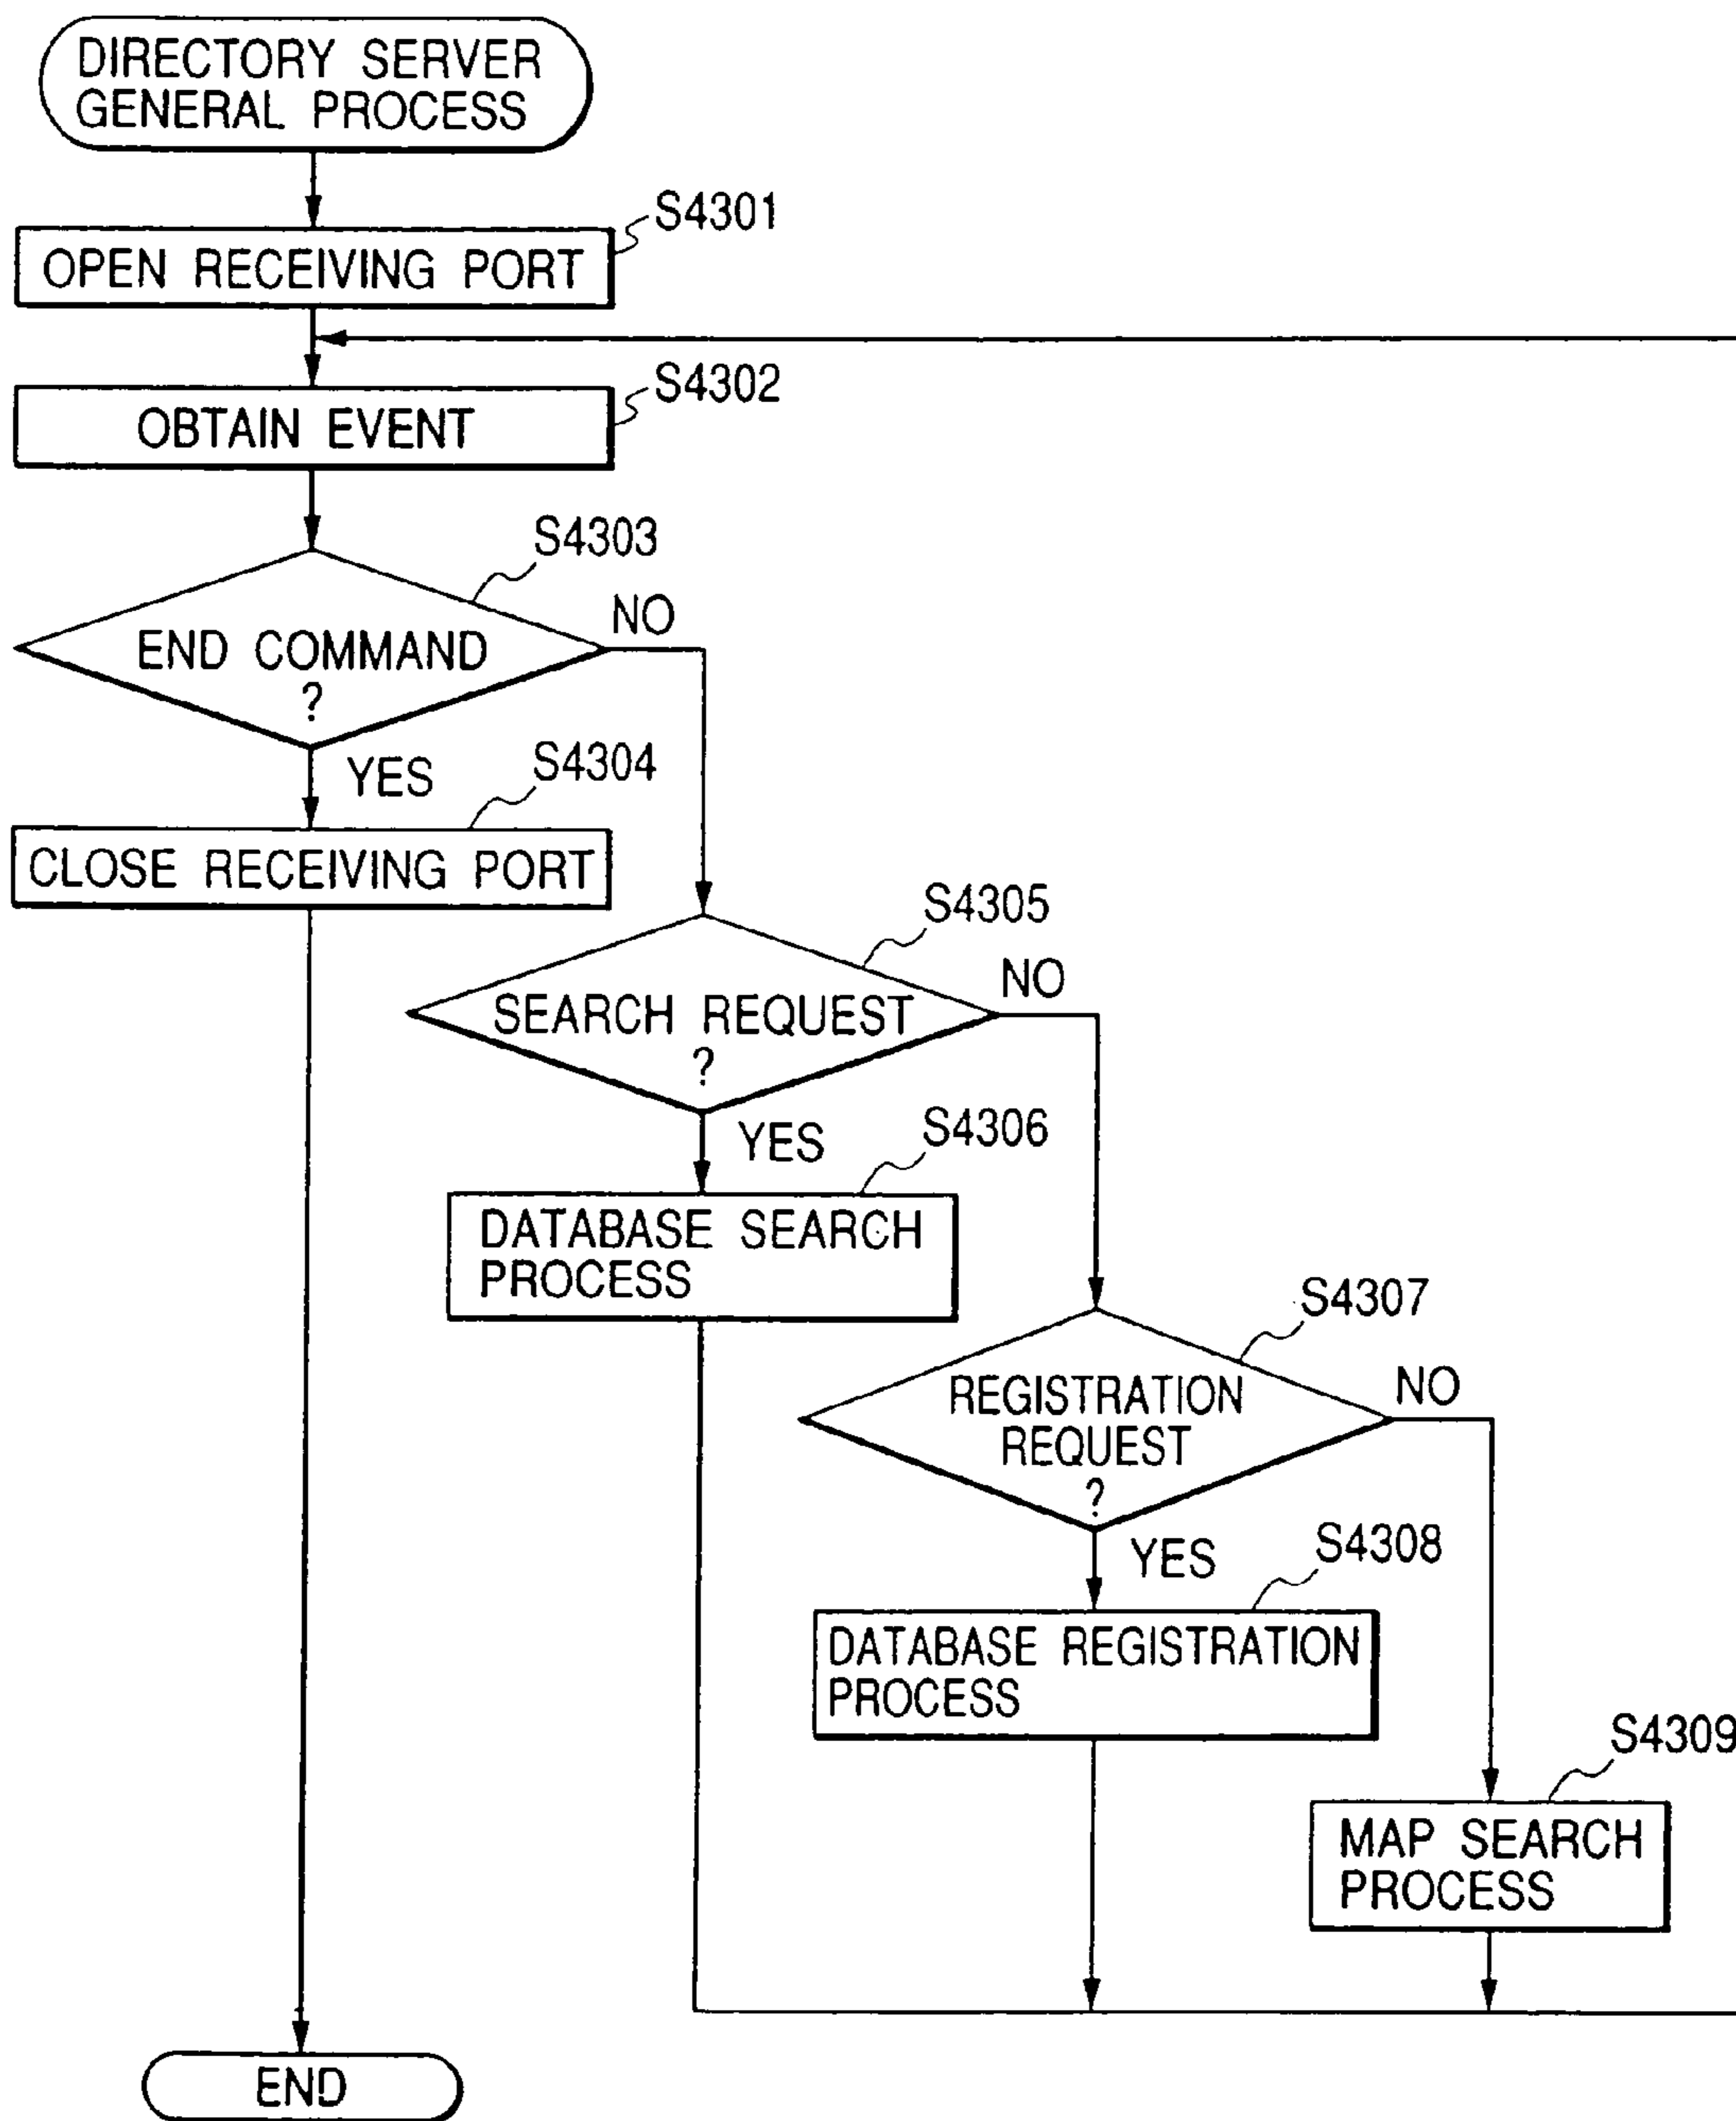 DIRECTORY SERVER
GENERAL PROCESS
S4301
OPEN RECEIVING PORT
S4302
OBTAIN EVENT
S4303
NO
END COMMAND
?
YES
S4304
CLOSE RECEIVING PORT
S4305
NO
SEARCH REQUEST
?
YES
S4306
DATABASE SEARCH
PROCESS
S4307
NO
REGISTRATION
REQUEST
?
YES
S4308
DATABASE REGISTRATION
PROCESS
S4309
MAP SEARCH
PROCESS
END